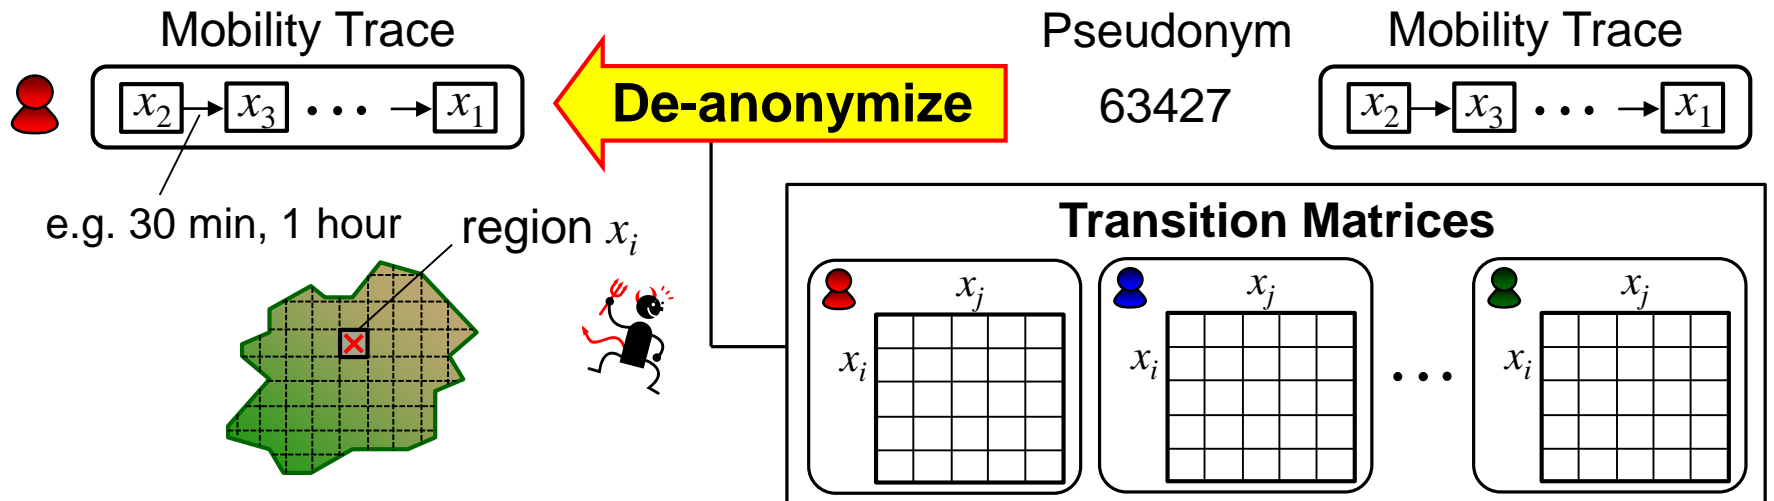 Mobility Trace
Pseudonym
Mobility Trace
x2 → x3 • • • → x1
De-anonymize
63427
x2 → x3 • • • → x1
e.g. 30 min, 1 hour
region xi
Transition Matrices
xj
xj
xj
xi
xi
• • •
xi